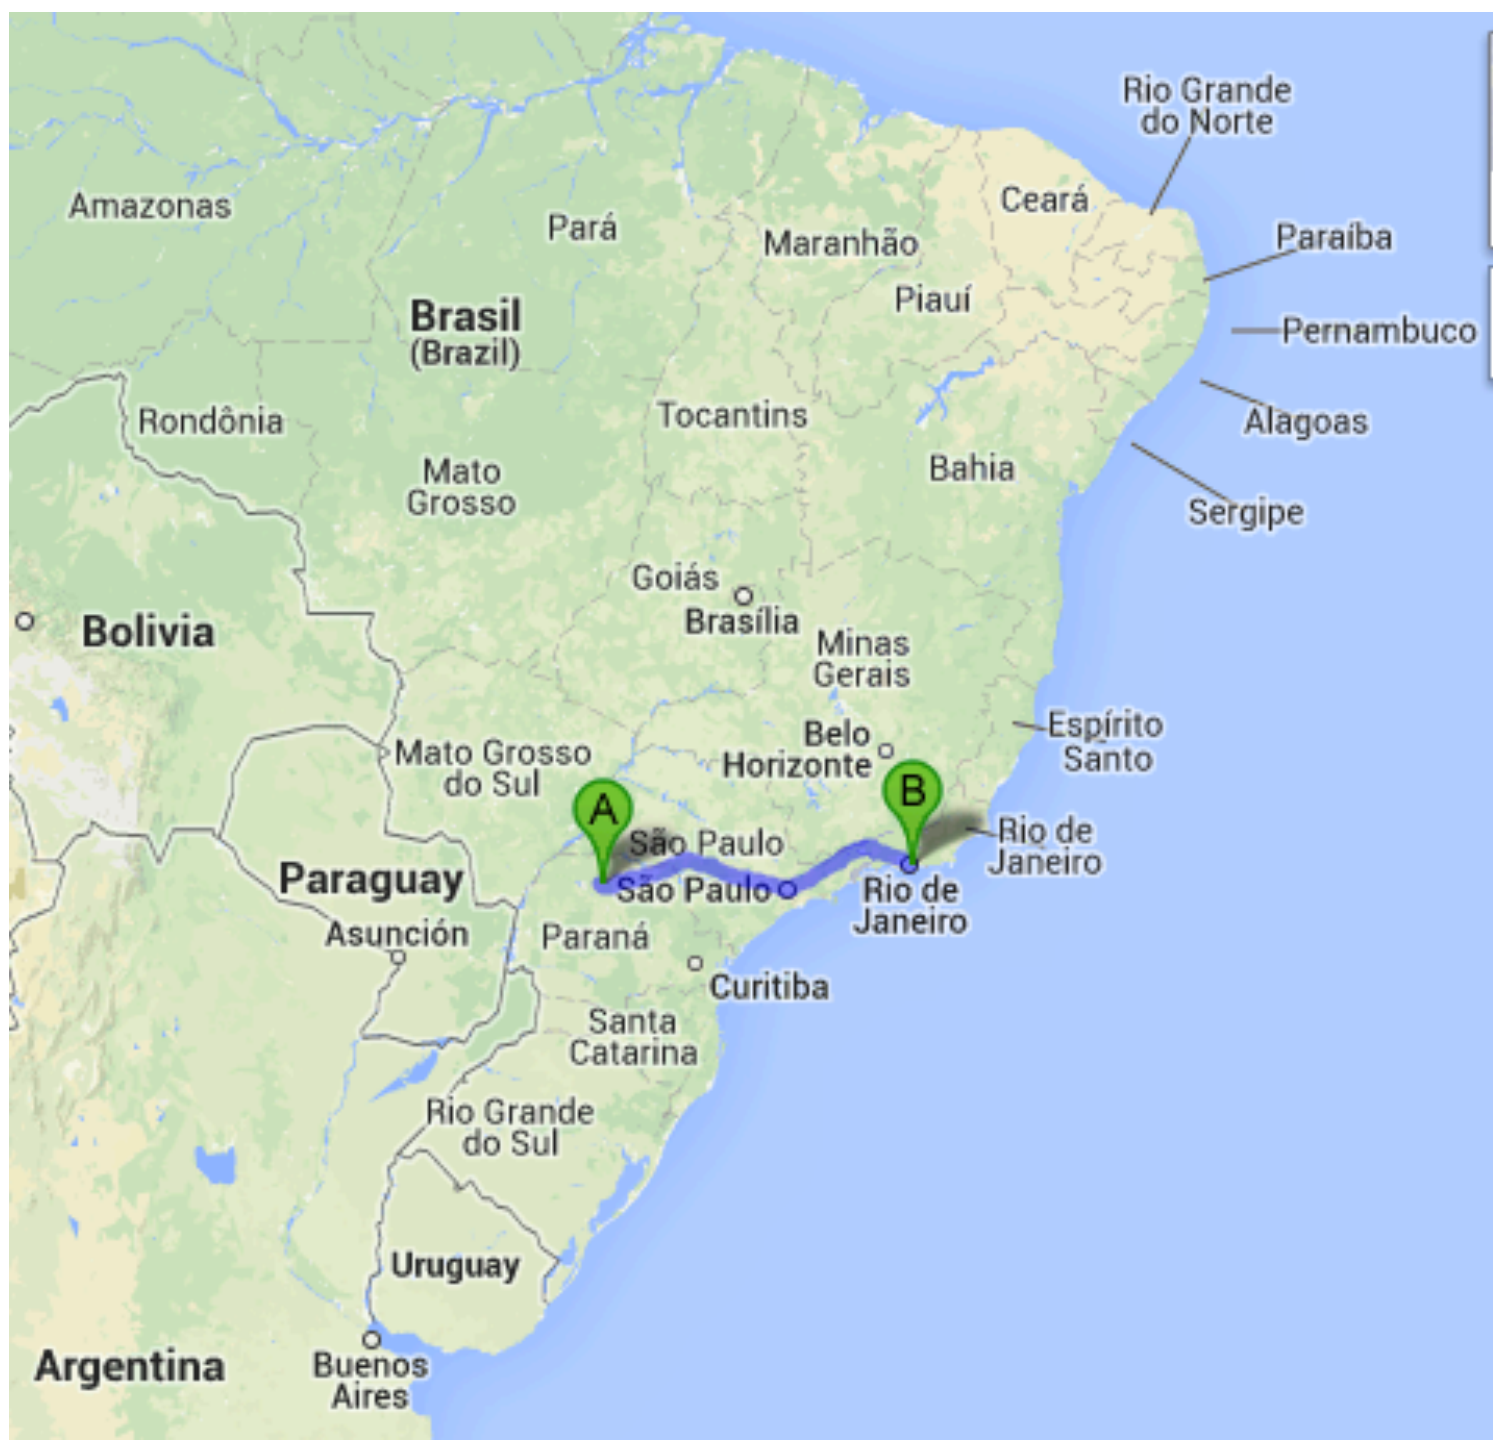 Rio Grande
do Norte
Ceará
Amazonas
Pará
Maranhão
Paraíba
Piauí
Brasil
(Brazil)
Pernambuco
Rondônia
Tocantins
Alagoas
Mato
Grosso
Bahia
Sergipe
Goiás
Brasília
Bolivia
Minas
Gerais
Belo
Horizonte
Espírito
Santo
Mato Grosso
do Sul
A
B
São Paulo
Rio de
Janeiro
Paraguay
São Paulo
Rio de
Janeiro
Asunción
Paraná
Curitiba
Santa
Catarina
Rio Grande
do Sul
Uruguay
Argentina
Buenos
Aires